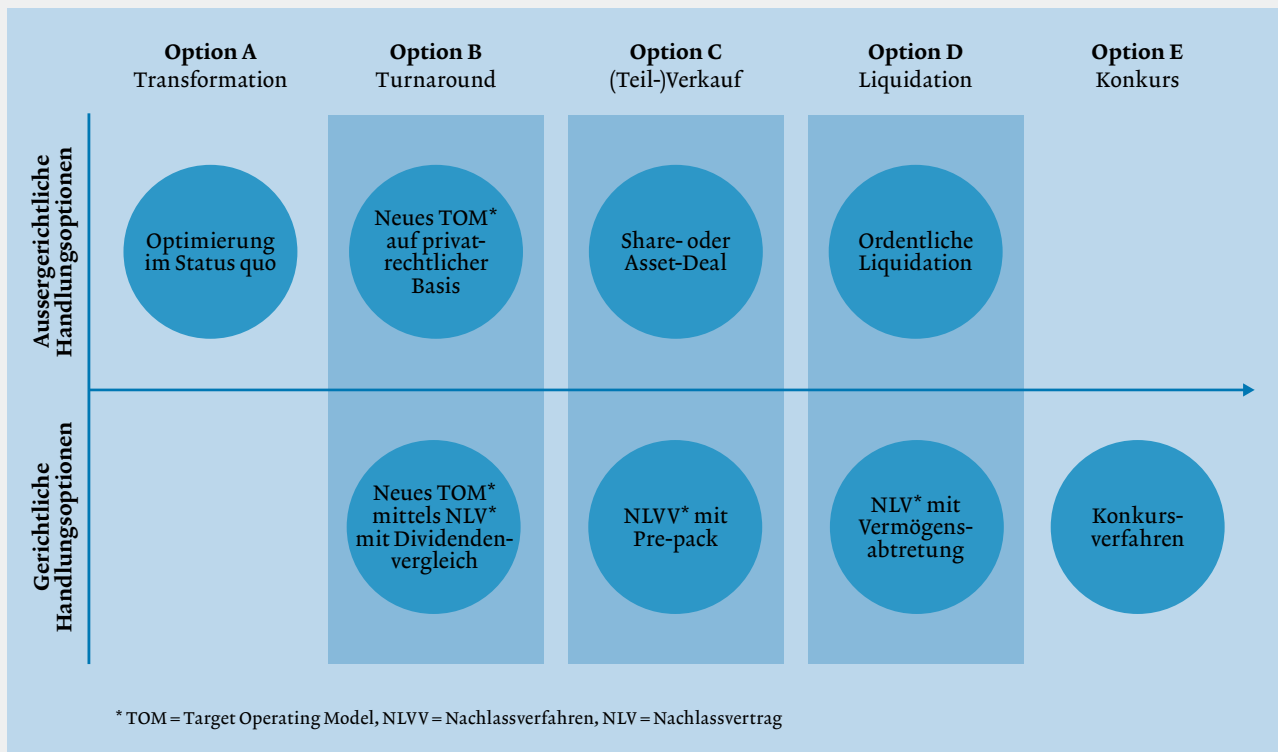 Option A
Transformation
Option B
Turnaround
Option C
(Teil-)Verkauf
Option D
Liquidation
Option E
Konkurs
Aussergerichtliche
Handlungsoptionen
Optimierung
im Status quo
Neues TOM*
auf privat-
rechtlicher
Basis
Share- oder
Asset-Deal
Ordentliche
Liquidation
Gerichtliche
Handlungsoptionen
Neues TOM*
mittels NLV*
mit Dividenden-
vergleich
NLVV* mit
Pre-pack
NLV* mit
Vermögens-
abtretung
Konkurs-
verfahren
* TOM = Target Operating Model, NLVV = Nachlassverfahren, NLV = Nachlassvertrag